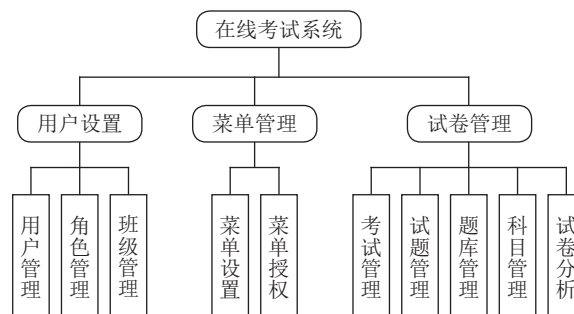 在线考试系统
用户设置
菜单管理
试卷管理
用户管理
角色管理
班级管理
菜单设置
菜单授权
考试管理
试题管理
题库管理
科目管理
试卷分析